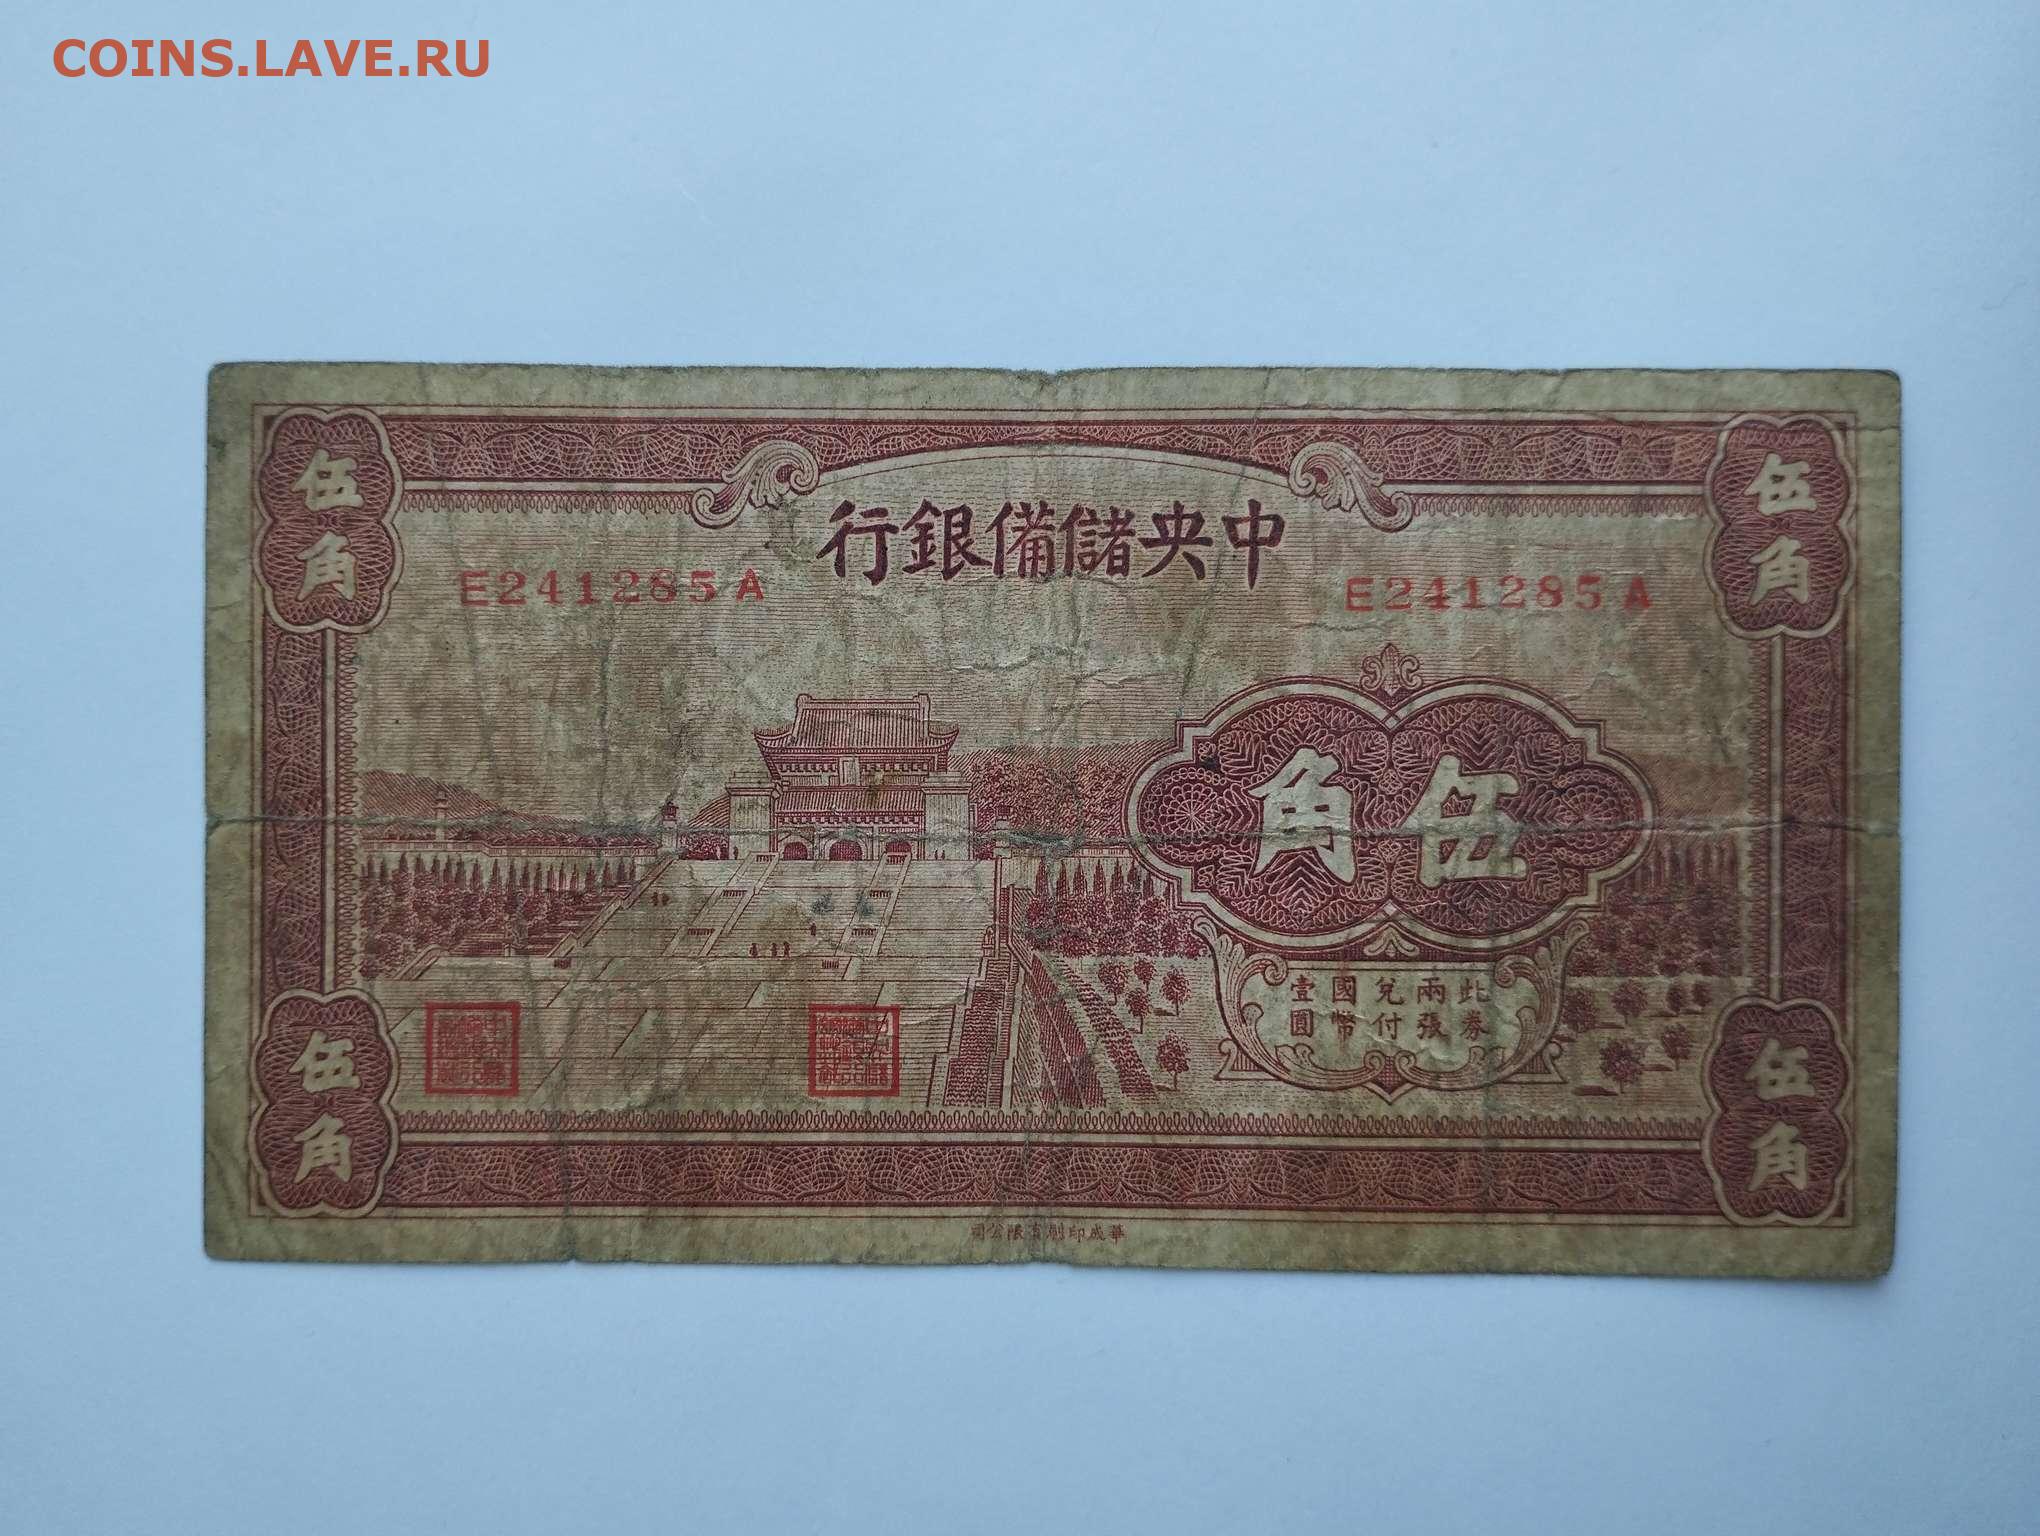 COINS.LAVE.RU
伍角
伍角
中央儲備銀行
E241285A
E241285A
伍角
此券
兩張
兌付
國幣
壹圓
伍角
伍角
華成印刷有限公司